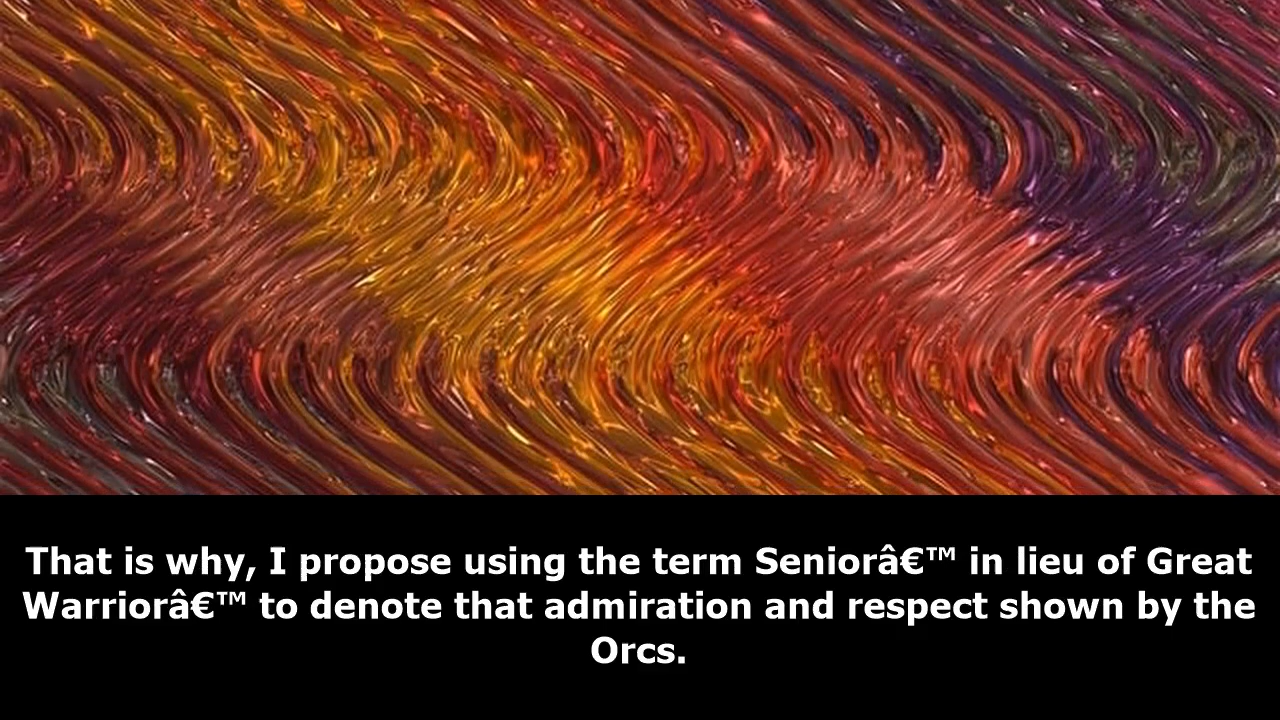 That is why, I propose using the term Seniorâ€™ in lieu of Great
Warriorâ€™ to denote that admiration and respect shown by the
Orcs.